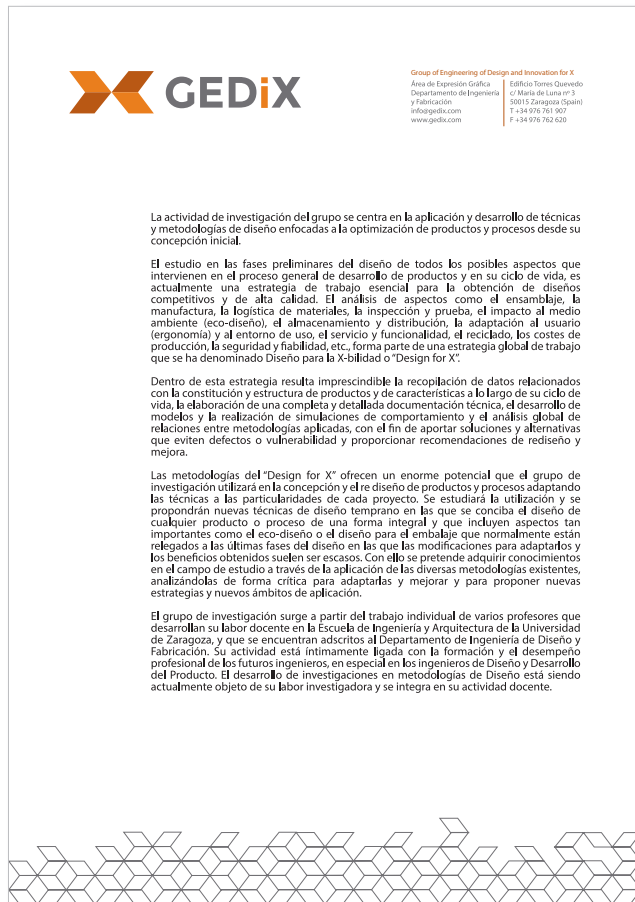 GEDiX
Group of Engineering of Design and Innovation for X
Área de Expresión Gráfica
Departamento de Ingeniería
y Fabricación
info@gedix.com
www.gedix.com
Edificio Torres Quevedo
c/ María de Luna nº 3
50015 Zaragoza (Spain)
T +34 976 761 907
F +34 976 762 620
La actividad de investigación del grupo se centra en la aplicación y desarrollo de técnicas
y metodologías de diseño enfocadas a la optimización de productos y procesos desde su
concepción inicial.
El estudio en las fases preliminares del diseño de todos los posibles aspectos que
intervienen en el proceso general de desarrollo de productos y en su ciclo de vida, es
actualmente una estrategia de trabajo esencial para la obtención de diseños
competitivos y de alta calidad. El análisis de aspectos como el ensamblaje, la
manufactura, la logística de materiales, la inspección y prueba, el impacto al medio
ambiente (eco-diseño), el almacenamiento y distribución, la adaptación al usuario
(ergonomía) y al entorno de uso, el servicio y funcionalidad, el reciclado, los costes de
producción, la seguridad y fiabilidad, etc., forma parte de una estrategia global de trabajo
que se ha denominado Diseño para la X-bilidad o "Design for X".
Dentro de esta estrategia resulta imprescindible la recopilación de datos relacionados
con la constitución y estructura de productos y de características a lo largo de su ciclo de
vida, la elaboración de una completa y detallada documentación técnica, el desarrollo de
modelos y la realización de simulaciones de comportamiento y el análisis global de
relaciones entre metodologías aplicadas, con el fin de aportar soluciones y alternativas
que eviten defectos o vulnerabilidad y proporcionar recomendaciones de rediseño y
mejora.
Las metodologías del "Design for X" ofrecen un enorme potencial que el grupo de
investigación utilizará en la concepción y el re diseño de productos y procesos adaptando
las técnicas a las particularidades de cada proyecto. Se estudiará la utilización y se
propondrán nuevas técnicas de diseño temprano en las que se conciba el diseño de
cualquier producto o proceso de una forma integral y que incluyen aspectos tan
importantes como el eco-diseño o el diseño para el embalaje que normalmente están
relegados a las últimas fases del diseño en las que las modificaciones para adaptarlos y
los beneficios obtenidos suelen ser escasos. Con ello se pretende adquirir conocimientos
en el campo de estudio a través de la aplicación de las diversas metodologías existentes,
analizándolas de forma crítica para adaptarlas y mejorar y para proponer nuevas
estrategias y nuevos ámbitos de aplicación.
El grupo de investigación surge a partir del trabajo individual de varios profesores que
desarrollan su labor docente en la Escuela de Ingeniería y Arquitectura de la Universidad
de Zaragoza, y que se encuentran adscritos al Departamento de Ingeniería de Diseño y
Fabricación. Su actividad está íntimamente ligada con la formación y el desempeño
profesional de los futuros ingenieros, en especial en los ingenieros de Diseño y Desarrollo
del Producto. El desarrollo de investigaciones en metodologías de Diseño está siendo
actualmente objeto de su labor investigadora y se integra en su actividad docente.